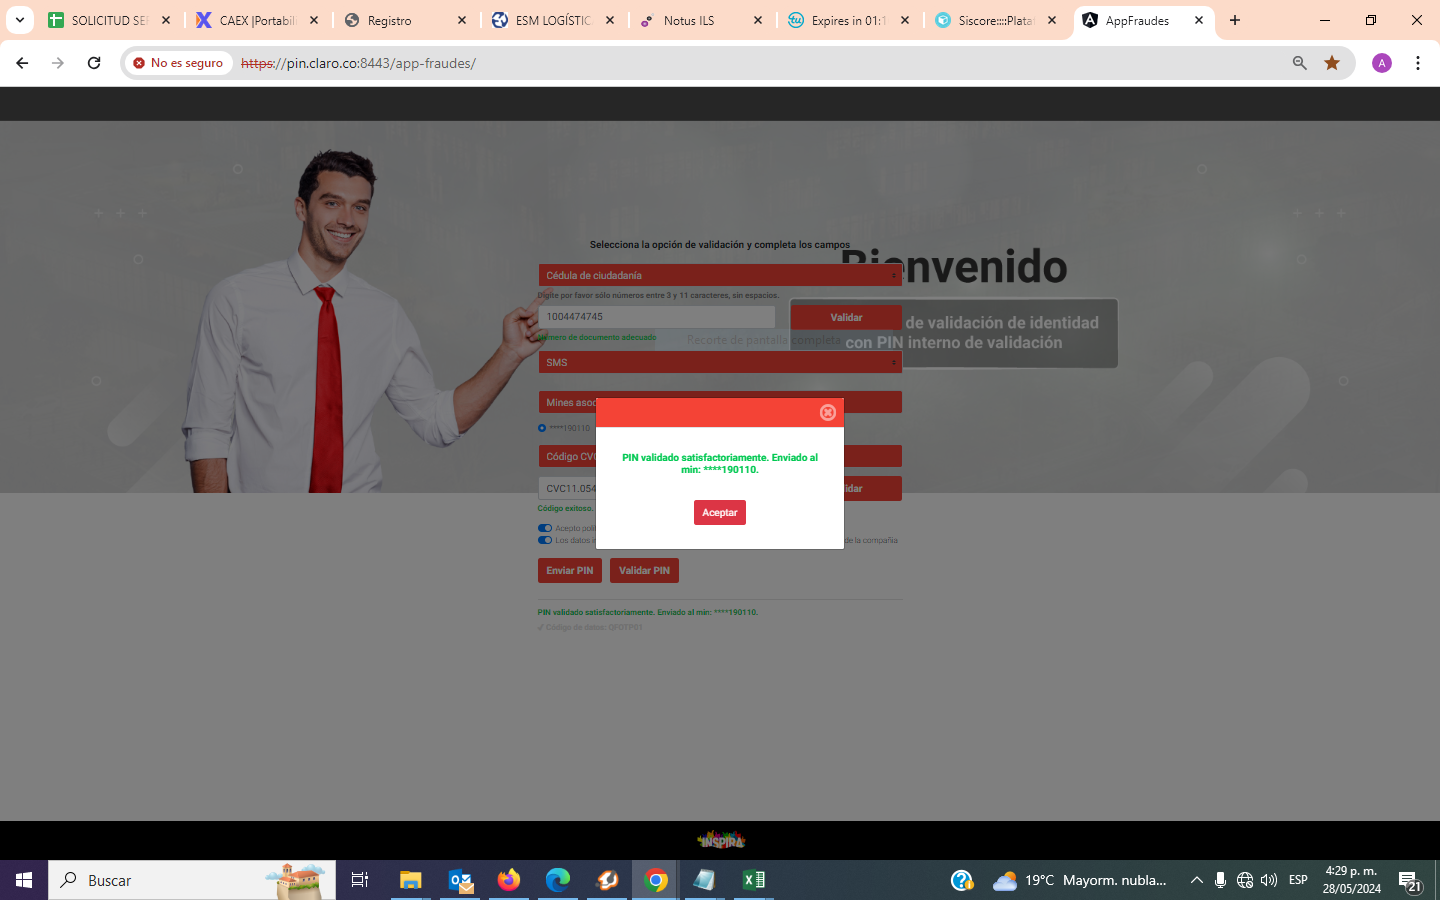 SOLICITUD SE
CAEX |Portabili
Registro
ESM LOGÍSTIC
Notus ILS
Expires in 01:1
Siscore::::Plata
AppFraudes
No es seguro
https://pin.claro.co:8443/app-fraudes/
A
Selecciona la opción de validación y completa los campos
Bienvenido
Cédula de ciudadanía
Digite por favor sólo números entre 3 y 11 caracteres, sin espacios.
1004474745
Validar
de validación de identidad
Número de documento adecuado
Recorte de pantalla completa
con PIN interno de validación
SMS
Mines asoc
****190110
Código CVC
PIN validado satisfactoriamente. Enviado al
min: ****190110.
CVC11.054
idar
Código exitoso.
Aceptar
Acepto polí
Los datos
de la compañia
Enviar PIN
Validar PIN
PIN validado satisfactoriamente. Enviado al min: ****190110.
✓ Código de datos: QFOTP01
INSPIRA
Buscar
19°C Mayorm. nubla...
ESP
4:29 p. m.
28/05/2024
21